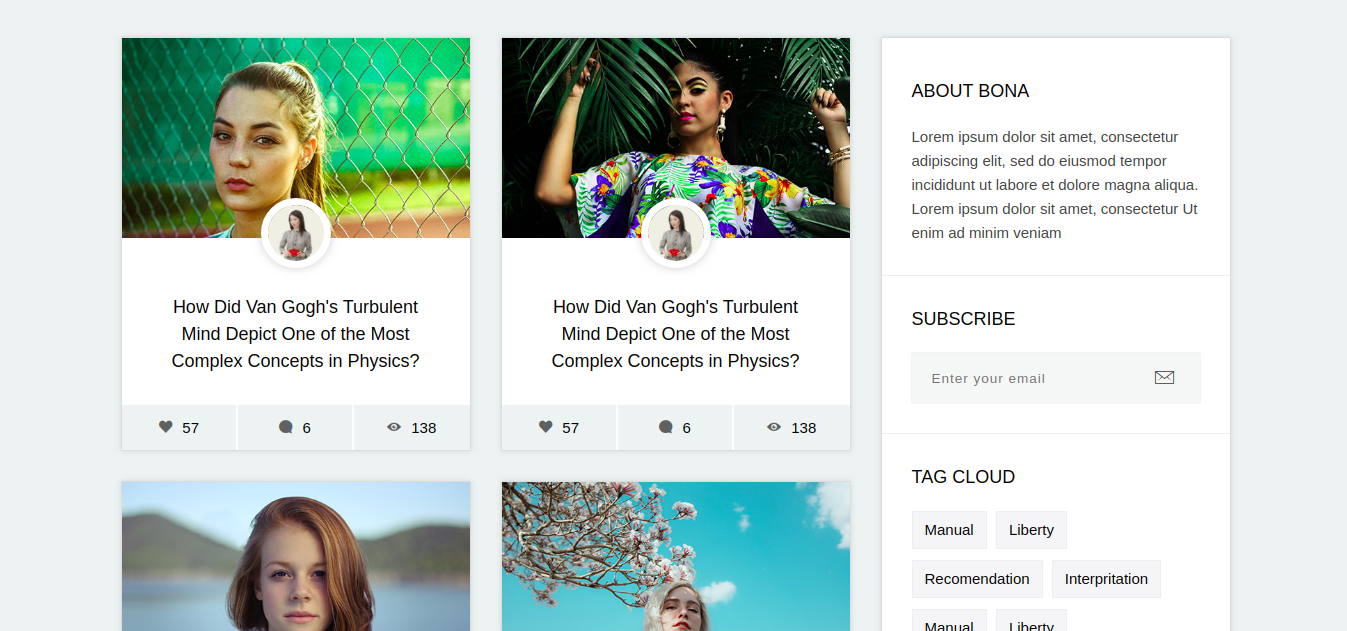 How Did Van Gogh's Turbulent
Mind Depict One of the Most
Complex Concepts in Physics?
57
6
138
How Did Van Gogh's Turbulent
Mind Depict One of the Most
Complex Concepts in Physics?
57
6
138
ABOUT BONA
Lorem ipsum dolor sit amet, consectetur
adipiscing elit, sed do eiusmod tempor
incididunt ut labore et dolore magna aliqua.
Lorem ipsum dolor sit amet, consectetur Ut
enim ad minim veniam
SUBSCRIBE
Enter your email
TAG CLOUD
Manual
Liberty
Recomendation
Interpritation
Manual
Liberty